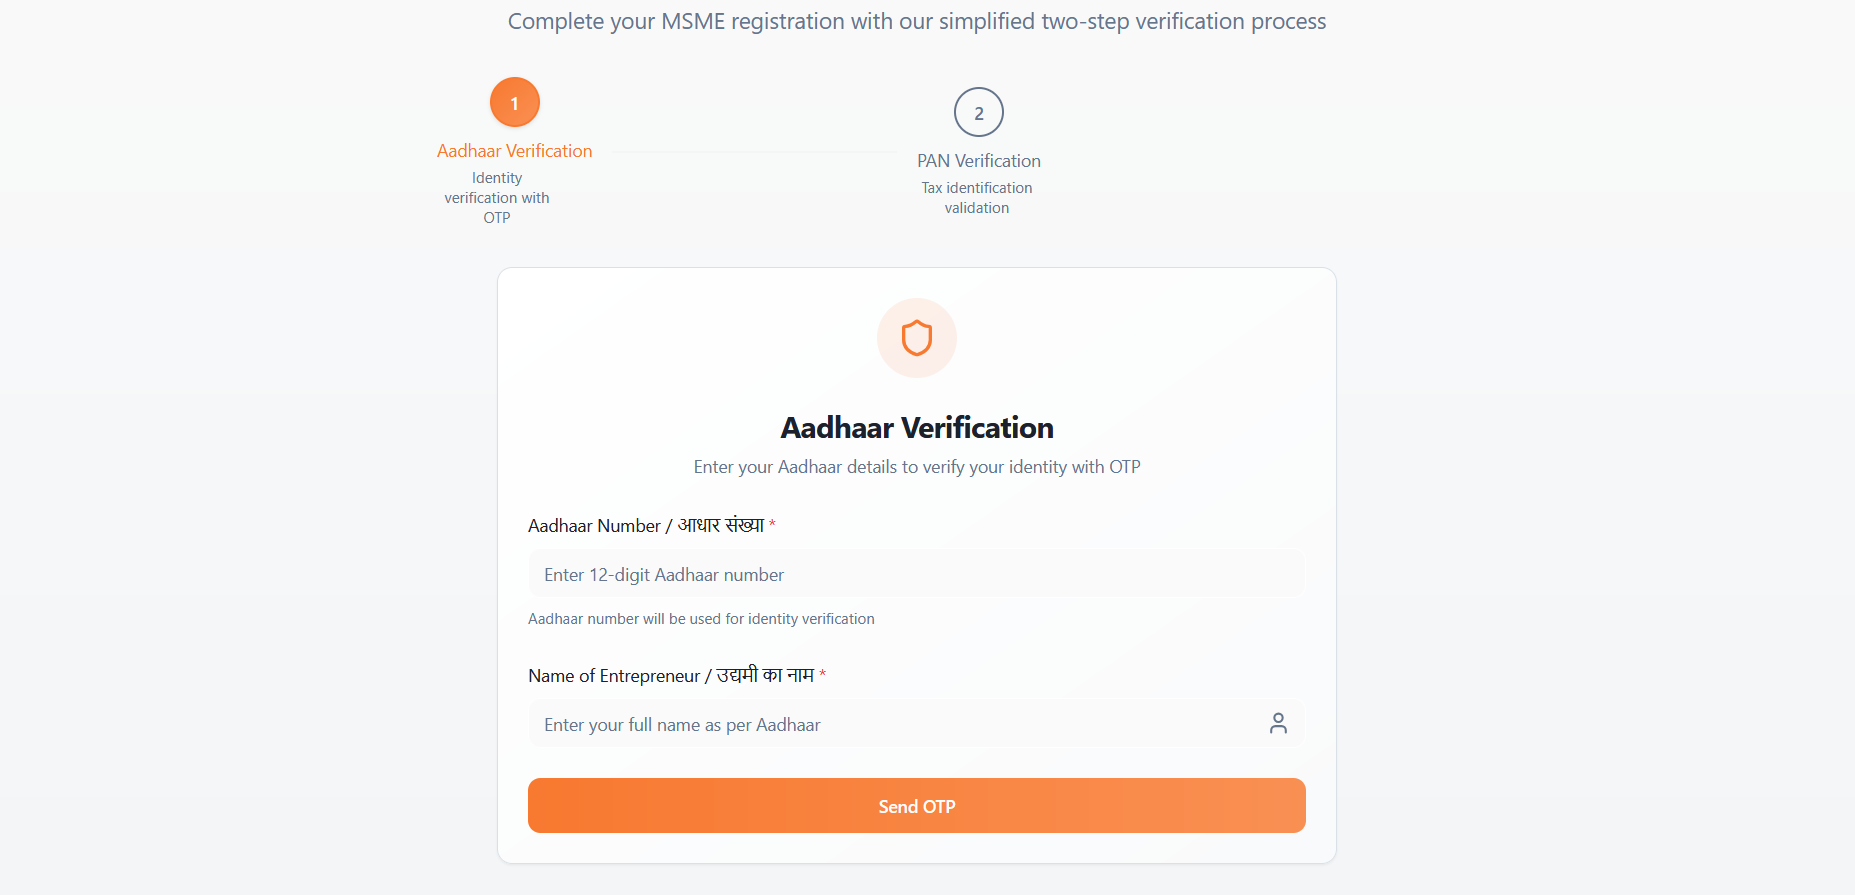 Complete your MSME registration with our simplified two-step verification process
1
Aadhaar Verification
Identity
verification with
OTP
2
PAN Verification
Tax identification
validation
Aadhaar Verification
Enter your Aadhaar details to verify your identity with OTP
Aadhaar Number / आधार संख्या *
Enter 12-digit Aadhaar number
Aadhaar number will be used for identity verification
Name of Entrepreneur / उद्यमी का नाम *
Enter your full name as per Aadhaar
Send OTP